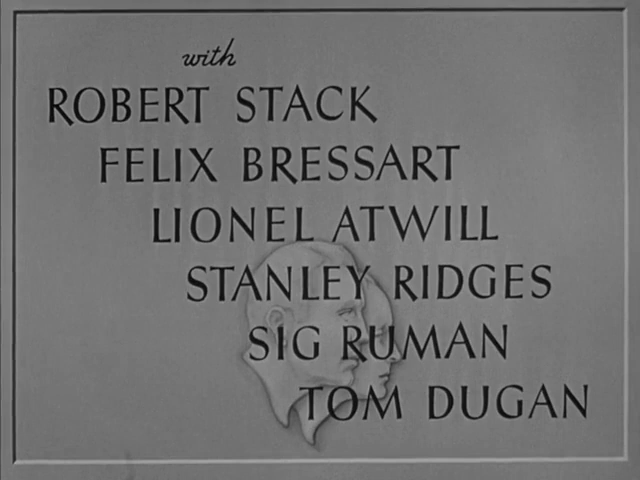 with
ROBERT STACK
FELIX BRESSART
LIONEL ATWILL
STANLEY RIDGES
SIG RUMAN
TOM DUGAN